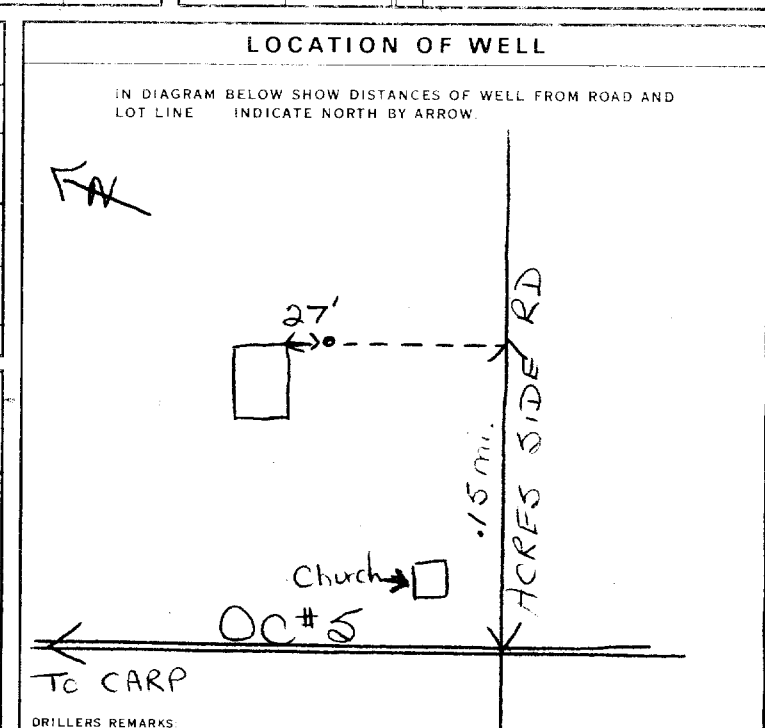 LOCATION OF WELL
IN DIAGRAM BELOW SHOW DISTANCES OF WELL FROM ROAD AND
LOT LINE INDICATE NORTH BY ARROW.
N
27'
ACRES SIDE RD
.15 mi.
Church
OC#5
To CARP
DRILLERS REMARKS: